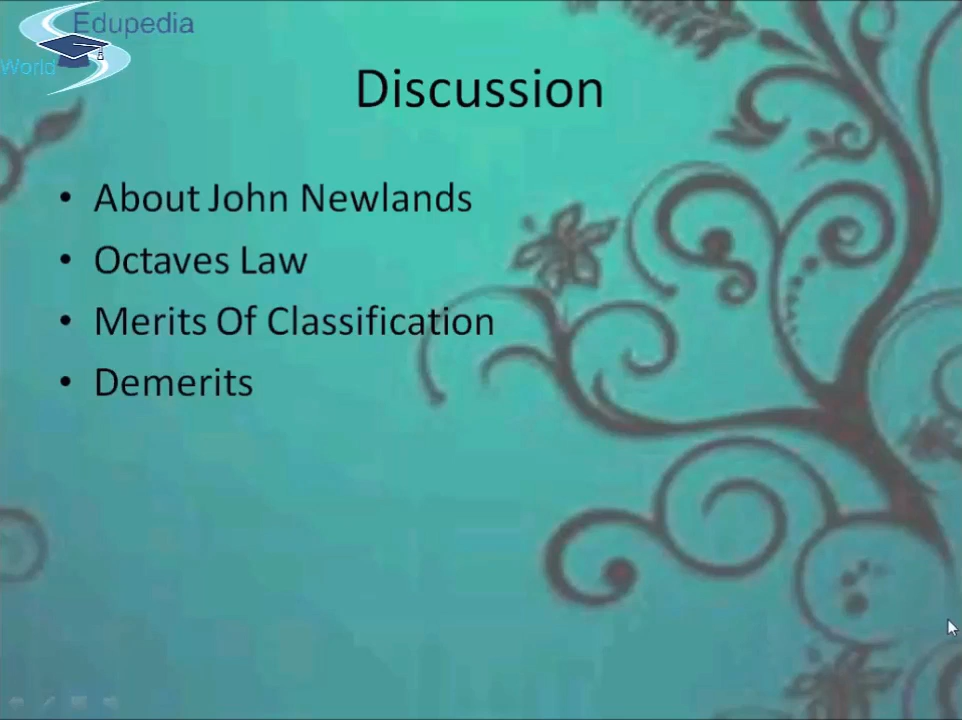 Edupedia
World
Discussion
• About John Newlands
• Octaves Law
• Merits Of Classification
• Demerits